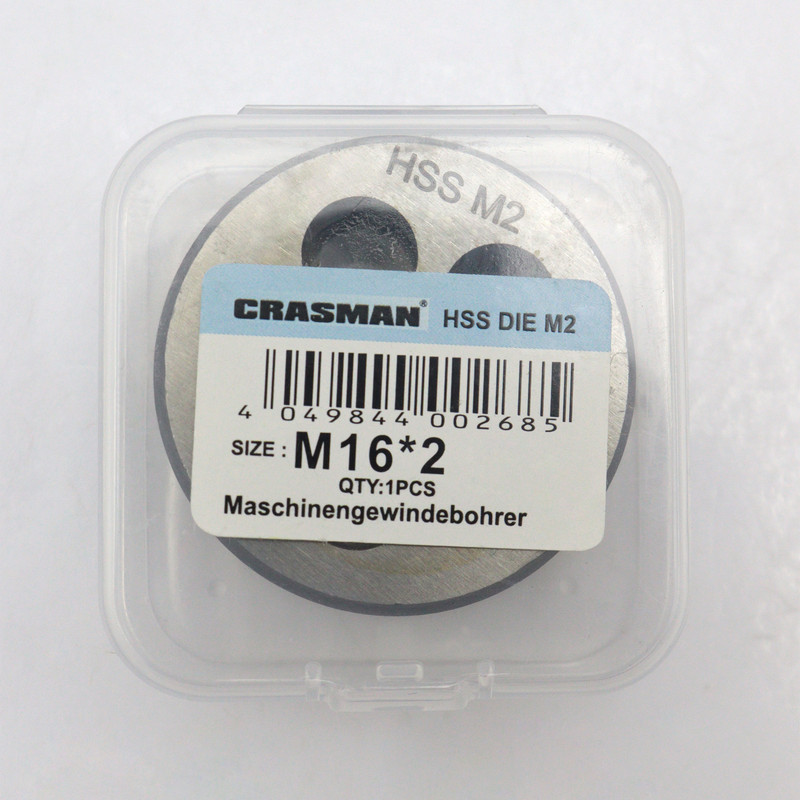 HSS M2
CRASMAN® HSS DIE M2
4 049844 002685
SIZE : M16*2
QTY:1PCS
Maschinengewindebohrer